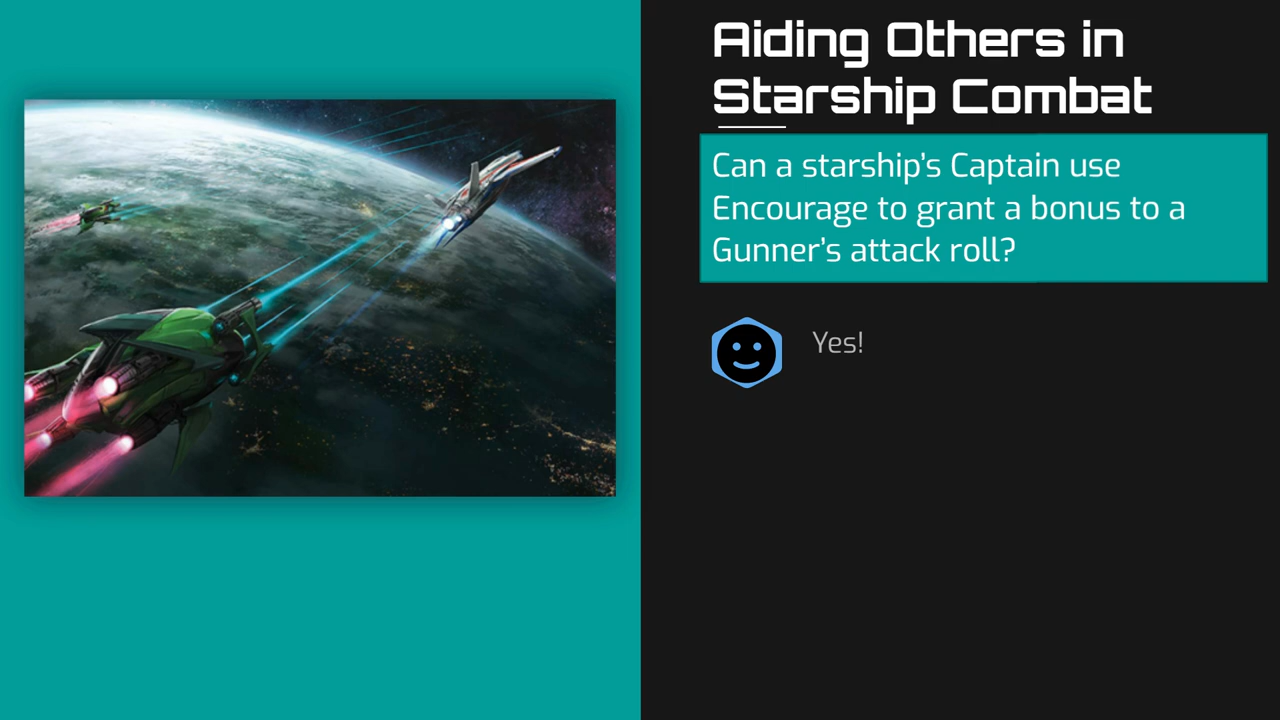 Aiding Others in
Starship Combat
Can a starship's Captain use
Encourage to grant a bonus to a
Gunner's attack roll?
Yes!